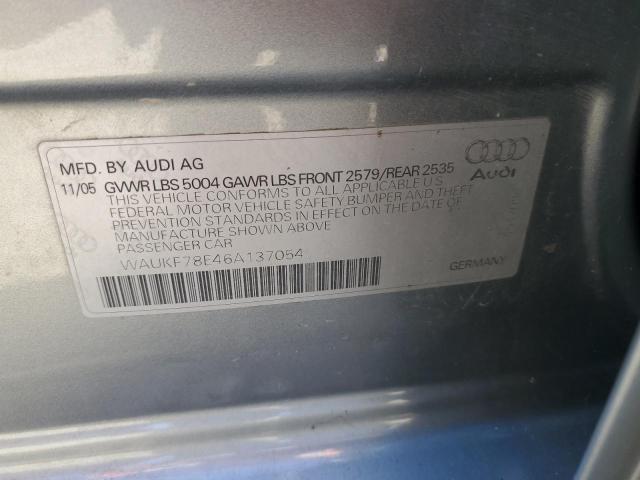 MFD. BY AUDI AG
11/05 GVWR LBS 5004 GAWR LBS FRONT 2579/REAR 2535
THIS VEHICLE CONFORMS TO ALL APPLICABLE U S
FEDERAL MOTOR VEHICLE SAFETY BUMPER AND THEFT
PREVENTION STANDARDS IN EFFECT ON THE DATE OF
MANUFACTURE SHOWN ABOVE
PASSENGER CAR
WAUKF78E46A137054
Audi
GERMANY